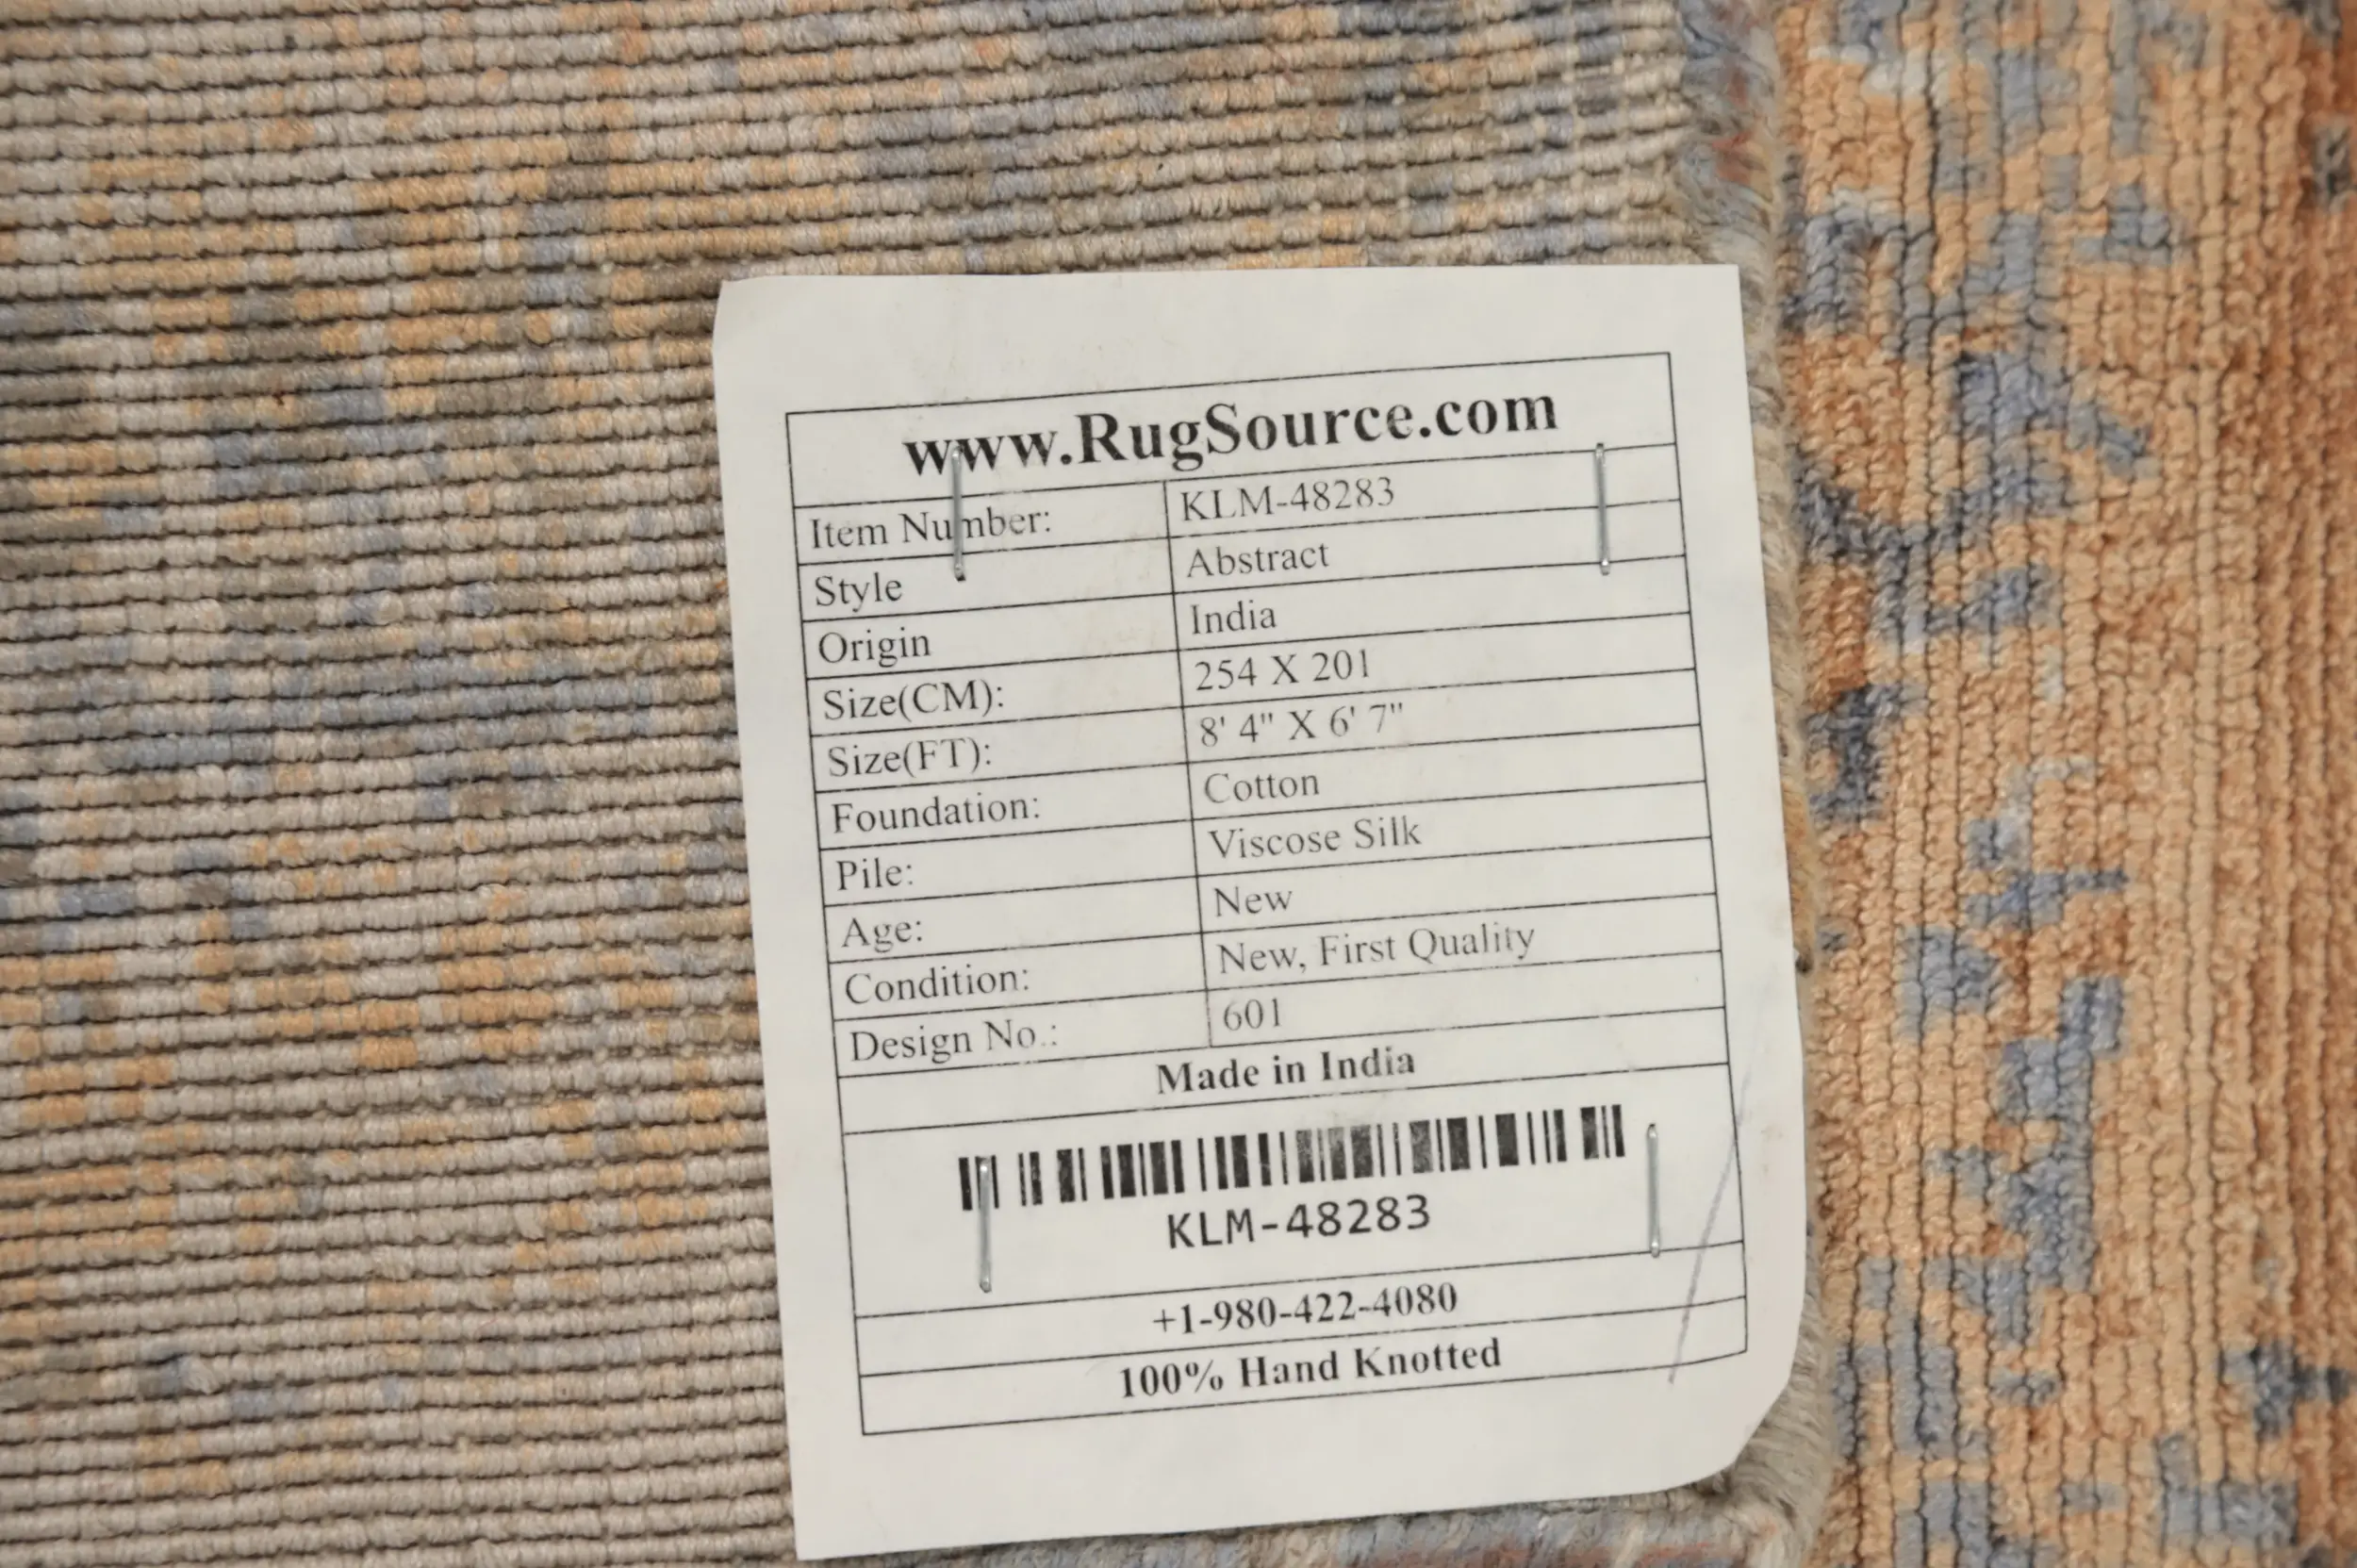 www.RugSource.com
Item Number: KLM-48283
Style Abstract
Origin India
Size(CM): 254 X 201
Size(FT): 8' 4" X 6' 7"
Foundation: Cotton
Pile: Viscose Silk
Age: New
Condition: New, First Quality
Design No.: 601
Made in India
KLM-48283
+1-980-422-4080
100% Hand Knotted